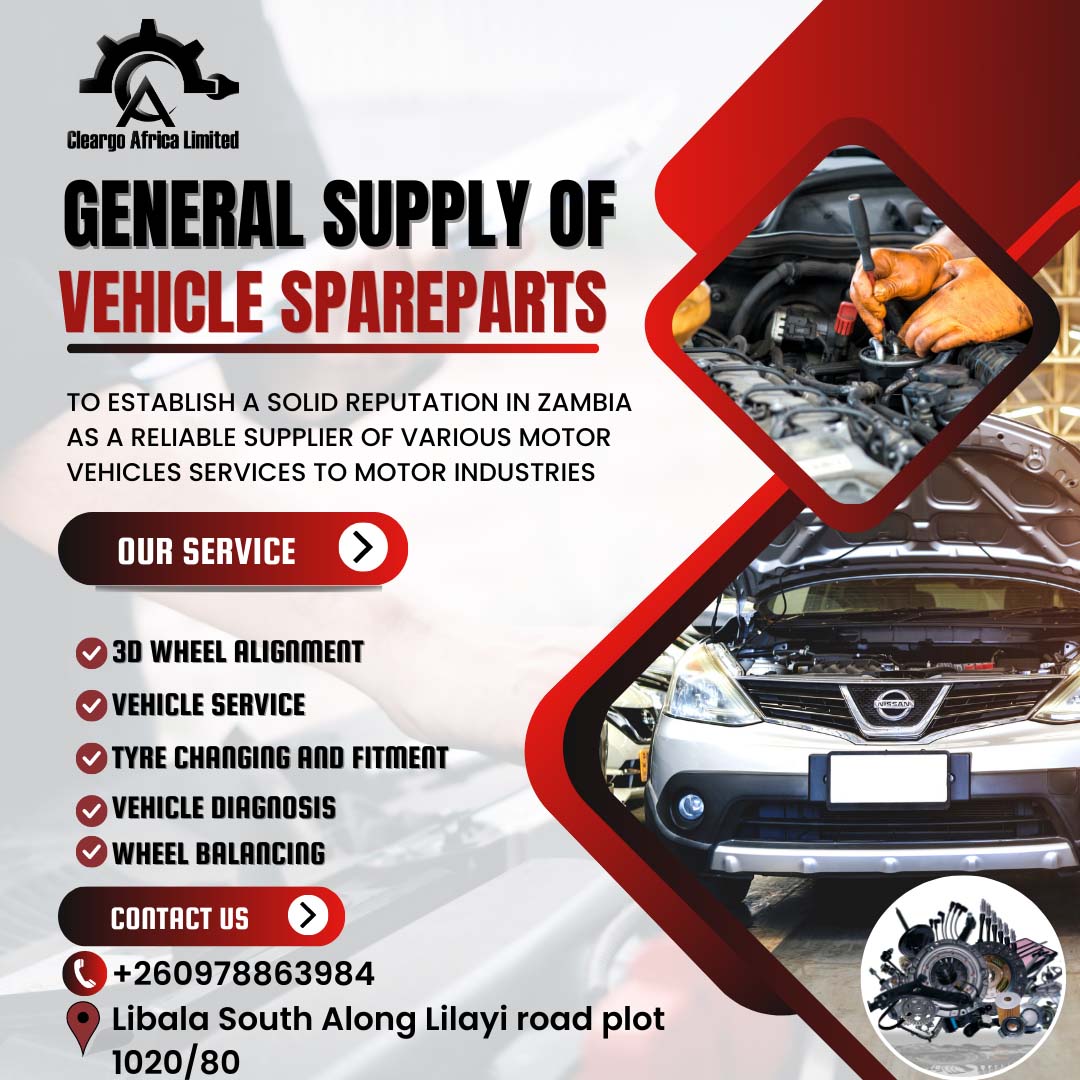 Cleargo Africa Limited
GENERAL SUPPLY OF
VEHICLE SPAREPARTS
TO ESTABLISH A SOLID REPUTATION IN ZAMBIA
AS A RELIABLE SUPPLIER OF VARIOUS MOTOR
VEHICLES SERVICES TO MOTOR INDUSTRIES
OUR SERVICE
3D WHEEL ALIGNMENT
VEHICLE SERVICE
TYRE CHANGING AND FITMENT
VEHICLE DIAGNOSIS
WHEEL BALANCING
NISSAN
CONTACT US
+260978863984
Libala South Along Lilayi road plot
1020/80